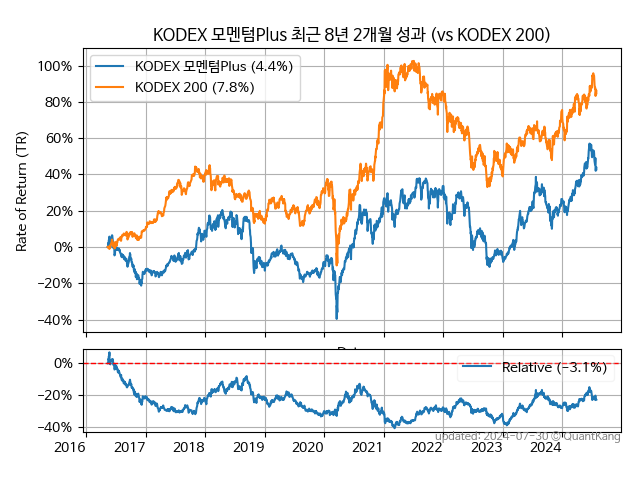 KODEX 모멘텀Plus 최근 8년 2개월 성과 (vs KODEX 200)
KODEX 모멘텀Plus (4.4%)
KODEX 200 (7.8%)
Rate of Return (TR)
100%
80%
60%
40%
20%
0%
−20%
−40%
Relative (−3.1%)
0%
−20%
−40%
2016 2017 2018 2019 2020 2021 2022 2023 2024
updated: 2024-07-30 © QuantKang